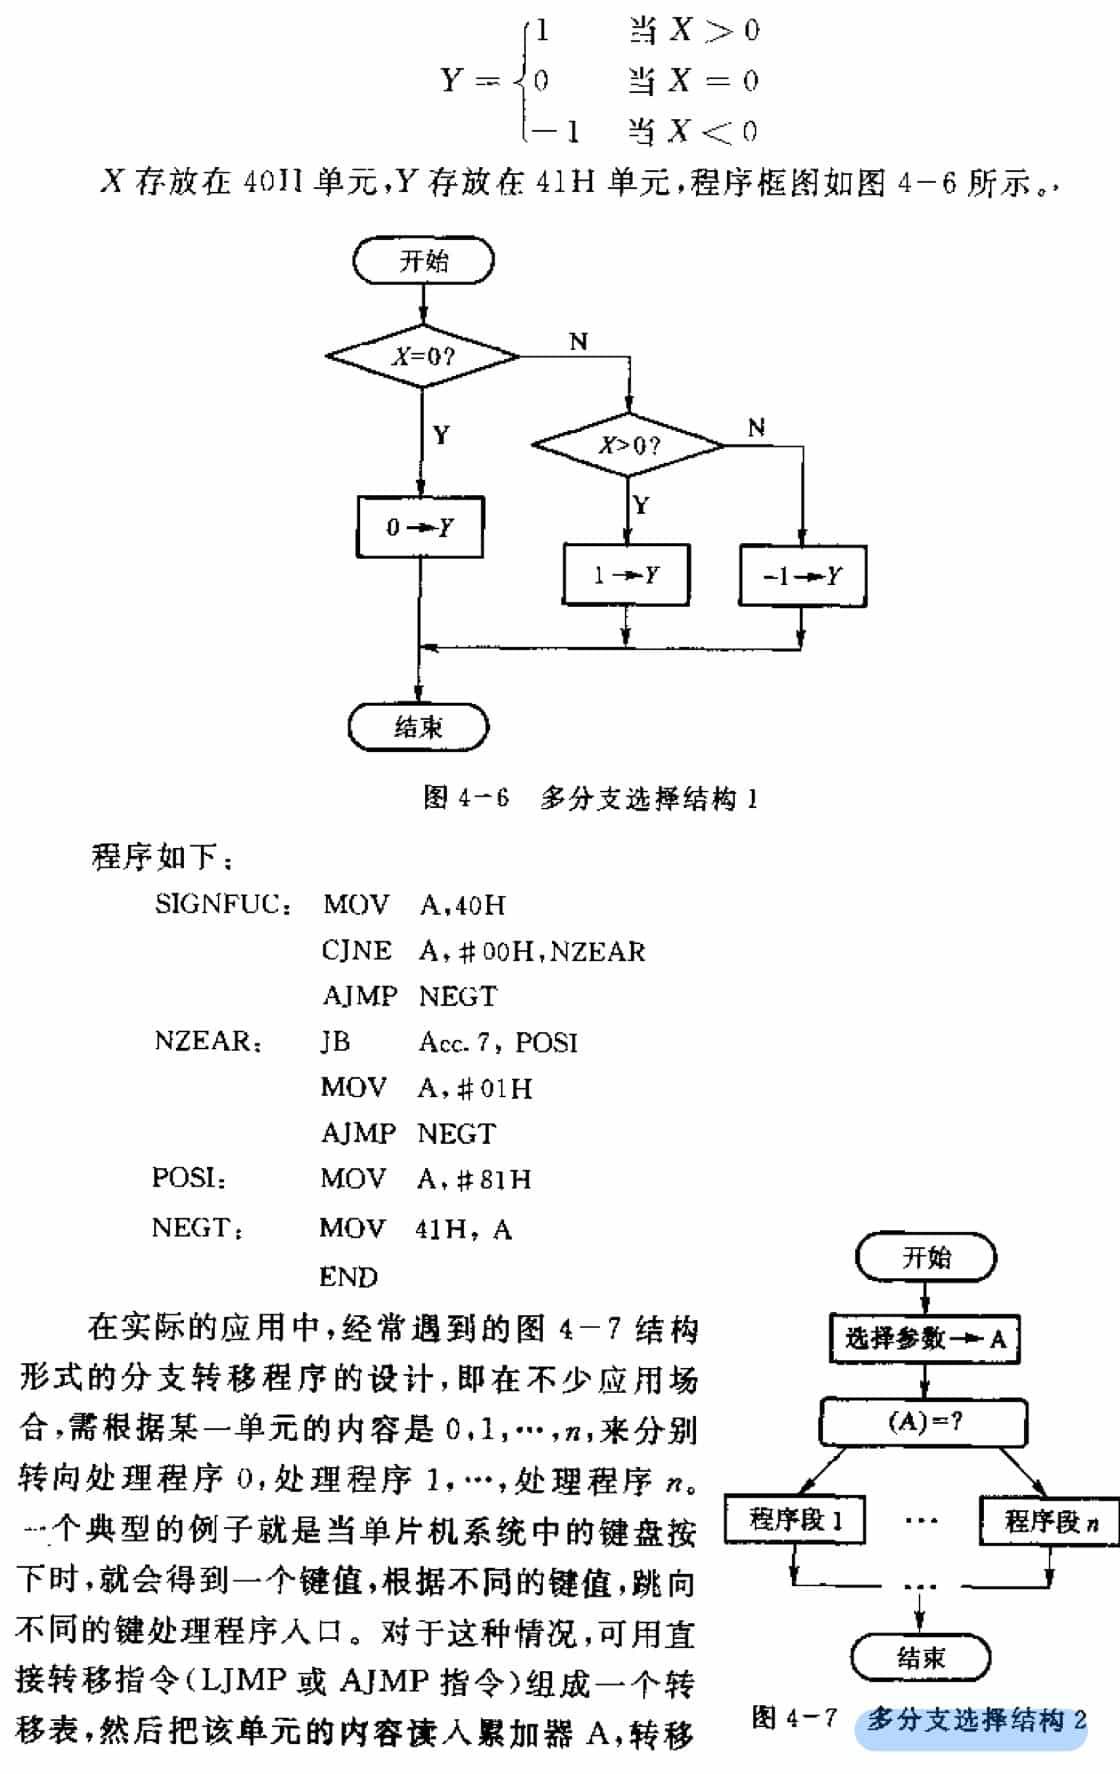 Y = { 1 当 X > 0
0 当 X = 0
-1 当 X < 0
X 存放在 40H 单元,Y 存放在 41H 单元,程序框图如图 4-6 所示。
开始
X=0?
N
Y
X>0?
N
Y
0→Y
1→Y
-1→Y
结束
图 4-6 多分支选择结构 1
程序如下:
SIGNFUC: MOV A,40H
CJNE A,#00H,NZEAR
AJMP NEGT
NZEAR: JB Acc.7, POSI
MOV A,#01H
AJMP NEGT
POSI: MOV A,#81H
NEGT: MOV 41H, A
END
在实际的应用中,经常遇到的图 4-7 结构
形式的分支转移程序的设计,即在不少应用场
合,需根据某一单元的内容是 0,1,…,n,来分别
转向处理程序 0,处理程序 1,…,处理程序 n。
一个典型的例子就是当单片机系统中的键盘按
下时,就会得到一个键值,根据不同的键值,跳向
不同的键处理程序入口。对于这种情况,可用直
接转移指令(LJMP 或 AJMP 指令)组成一个转
移表,然后把该单元的内容读入累加器 A,转移
开始
选择参数→A
(A)=?
程序段 1
…
程序段 n
…
结束
图 4-7 多分支选择结构 2